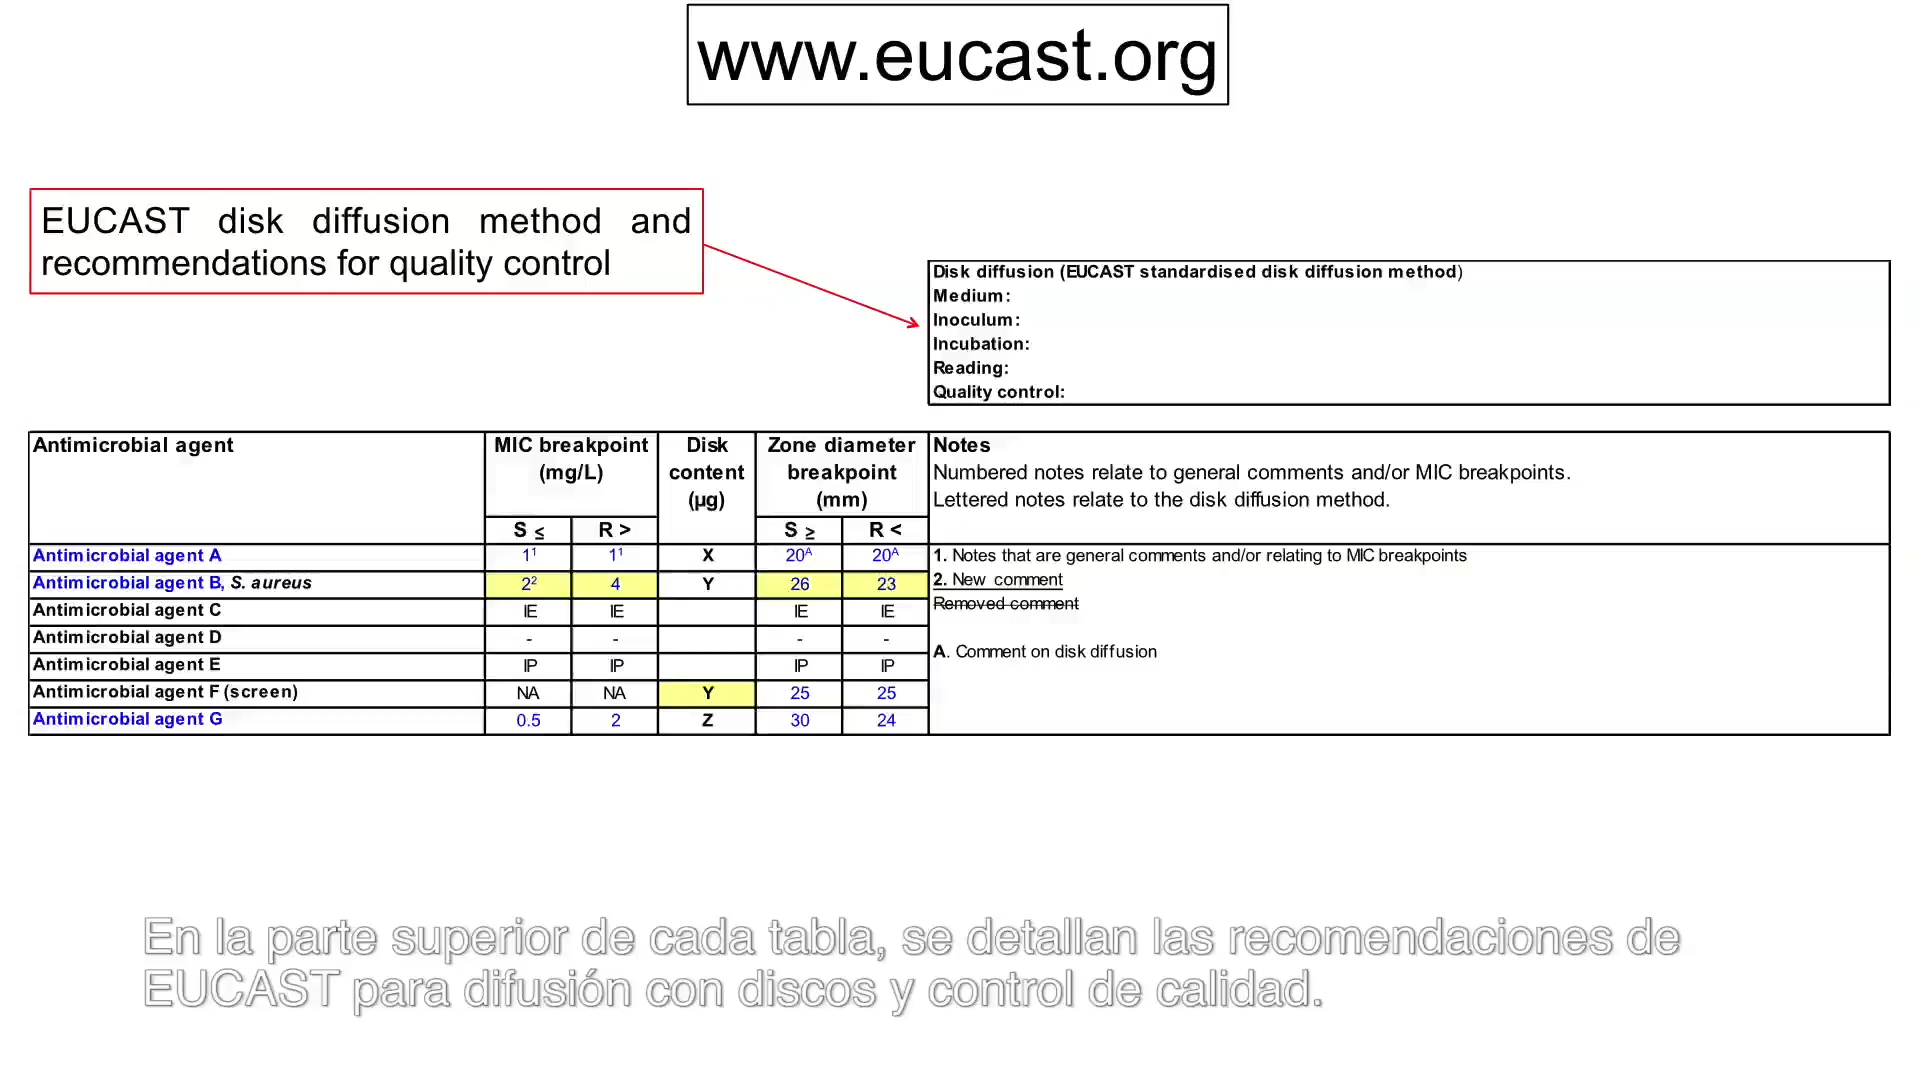 www.eucast.org
EUCAST disk diffusion method and
recommendations for quality control
Disk diffusion (EUCAST standardised disk diffusion method)
Medium:
Inoculum:
Incubation:
Reading:
Quality control:
Antimicrobial agent MIC breakpoint Disk Zone diameter Notes
(mg/L) content breakpoint Numbered notes relate to general comments and/or MIC breakpoints.
(µg) (mm) Lettered notes relate to the disk diffusion method.
S ≤ R > S ≥ R <
Antimicrobial agent A 1¹ 1¹ X 20ᴬ 20ᴬ 1. Notes that are general comments and/or relating to MIC breakpoints
Antimicrobial agent B, S. aureus 2² 4 Y 26 23 2. New comment
Antimicrobial agent C IE IE IE IE Removed comment
Antimicrobial agent D - - - -
Antimicrobial agent E IP IP IP IP A. Comment on disk diffusion
Antimicrobial agent F (screen) NA NA Y 25 25
Antimicrobial agent G 0.5 2 Z 30 24
En la parte superior de cada tabla, se detallan las recomendaciones de
EUCAST para difusión con discos y control de calidad.